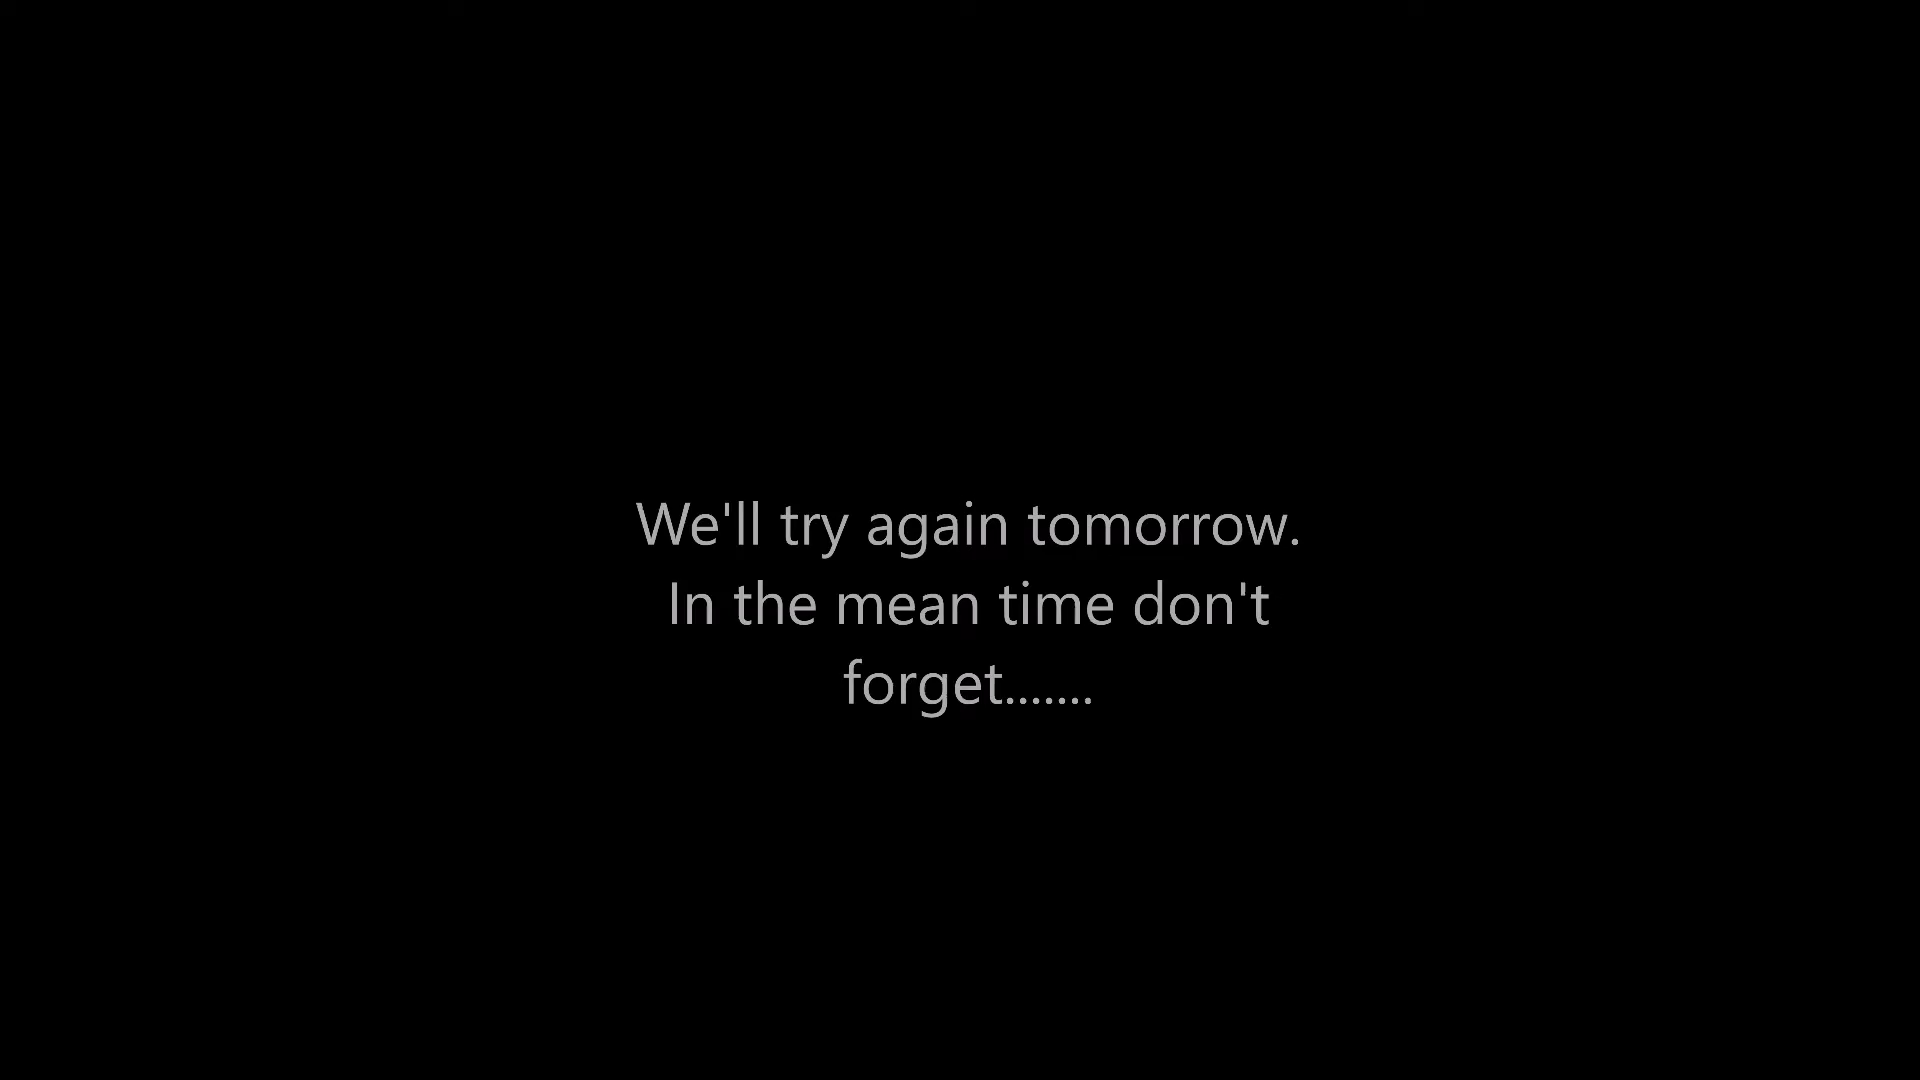 We'll try again tomorrow.
In the mean time don't
forget.......